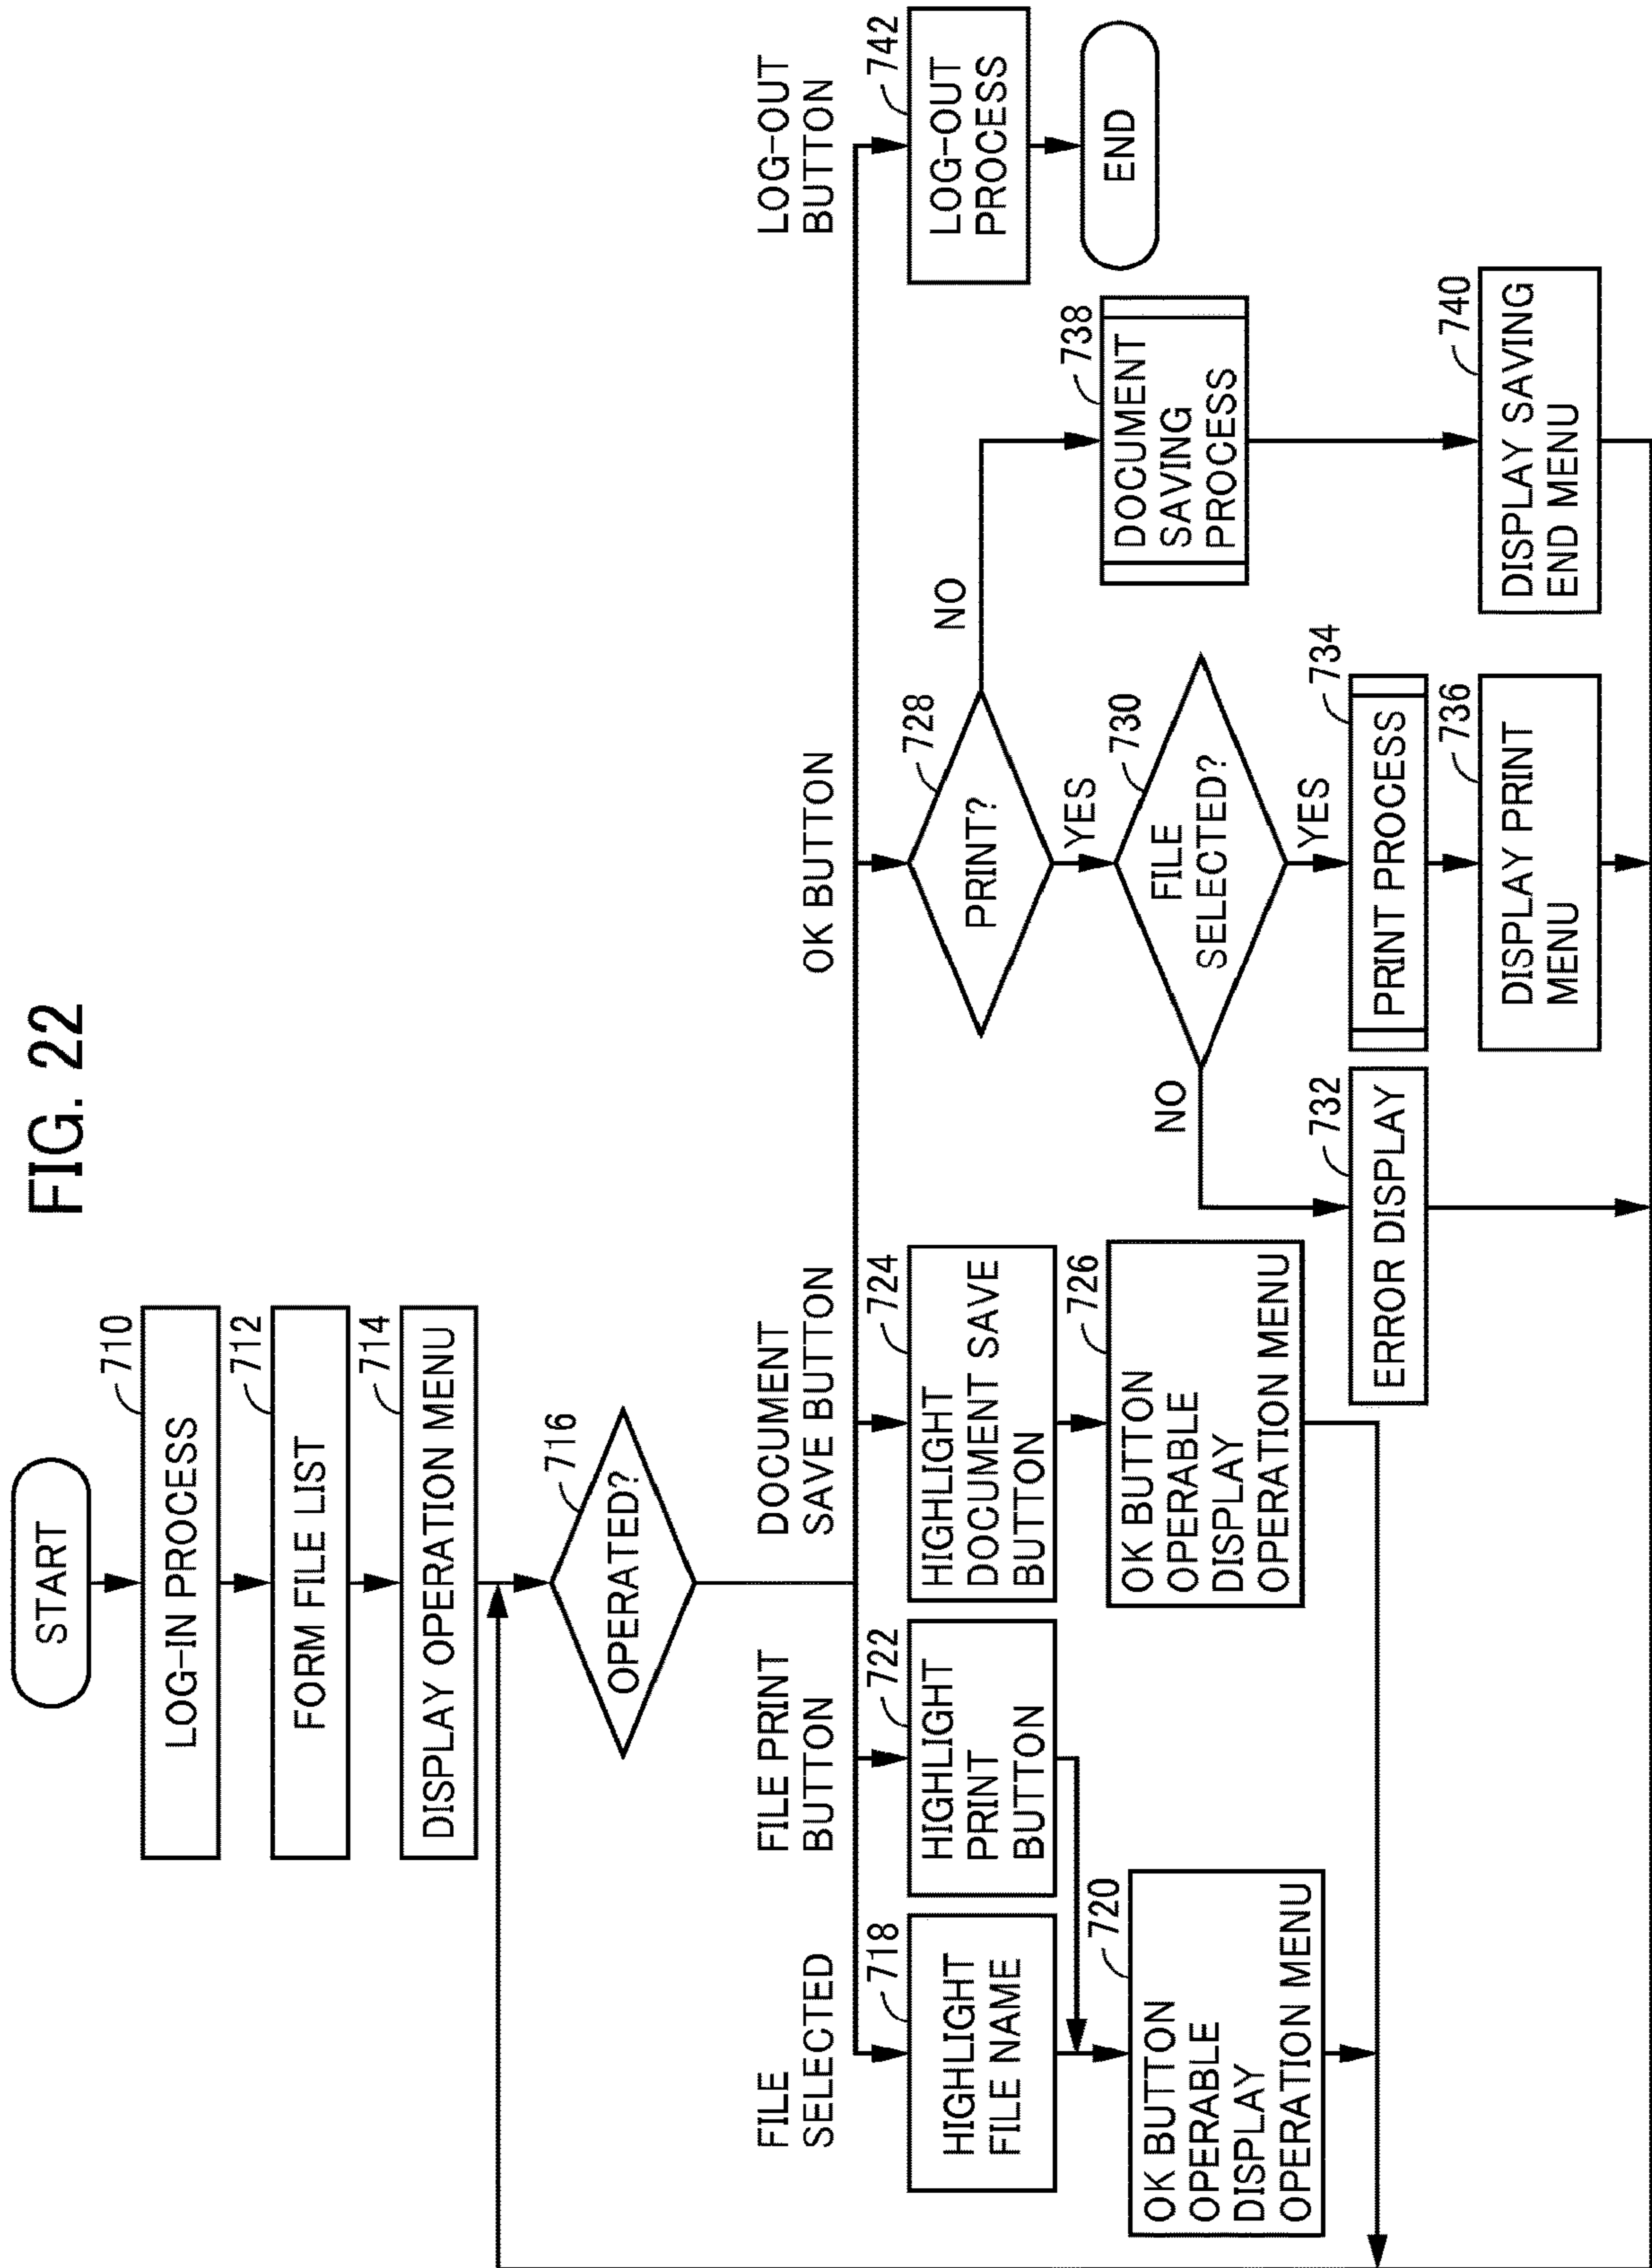 FIG. 22
START
710
LOG-IN PROCESS
712
FORM FILE LIST
714
DISPLAY OPERATION MENU
716
OPERATED?
FILE
SELECTED
FILE PRINT
BUTTON
DOCUMENT
SAVE BUTTON
OK BUTTON
LOG-OUT
BUTTON
718
HIGHLIGHT
FILE NAME
722
HIGHLIGHT
PRINT
BUTTON
720
OK BUTTON
OPERABLE
DISPLAY
OPERATION MENU
724
HIGHLIGHT
DOCUMENT SAVE
BUTTON
726
OK BUTTON
OPERABLE
DISPLAY
OPERATION MENU
728
PRINT?
NO
YES
730
FILE
SELECTED?
NO
YES
732
ERROR DISPLAY
734
PRINT PROCESS
736
DISPLAY PRINT
MENU
738
DOCUMENT
SAVING
PROCESS
740
DISPLAY SAVING
END MENU
742
LOG-OUT
PROCESS
END